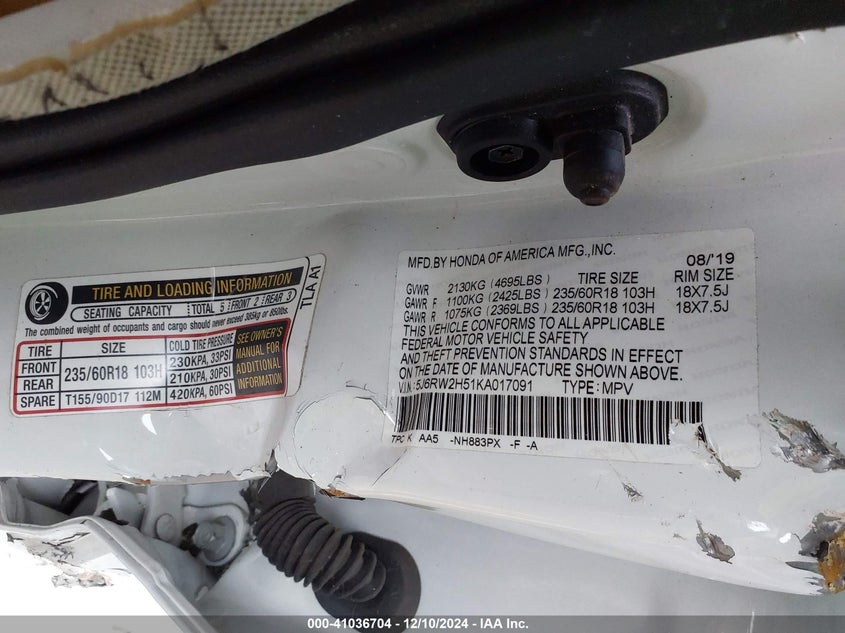 TIRE AND LOADING INFORMATION
SEATING CAPACITY TOTAL 5 FRONT 2 REAR 3
The combined weight of occupants and cargo should never exceed 385kg or 850lbs.
TIRE SIZE COLD TIRE PRESSURE SEE OWNER'S MANUAL FOR ADDITIONAL INFORMATION
FRONT 235/60R18 103H 230KPA, 33PSI
REAR 210KPA, 30PSI
SPARE T155/90D17 112M 420KPA, 60PSI
TLA A1
MFD.BY HONDA OF AMERICA MFG.,INC. 08/'19
GVWR 2130KG (4695LBS) TIRE SIZE RIM SIZE
GAWR F 1100KG (2425LBS) 235/60R18 103H 18X7.5J
GAWR R 1075KG (2369LBS) 235/60R18 103H 18X7.5J
THIS VEHICLE CONFORMS TO ALL APPLICABLE
FEDERAL MOTOR VEHICLE SAFETY
AND THEFT PREVENTION STANDARDS IN EFFECT
ON THE DATE OF MANUFACTURE SHOWN ABOVE.
V.I.N: 5J6RW2H51KA017091 TYPE: MPV
TPC K AA5 -NH883PX -F -A
000-41036704 - 12/10/2024 - IAA Inc.